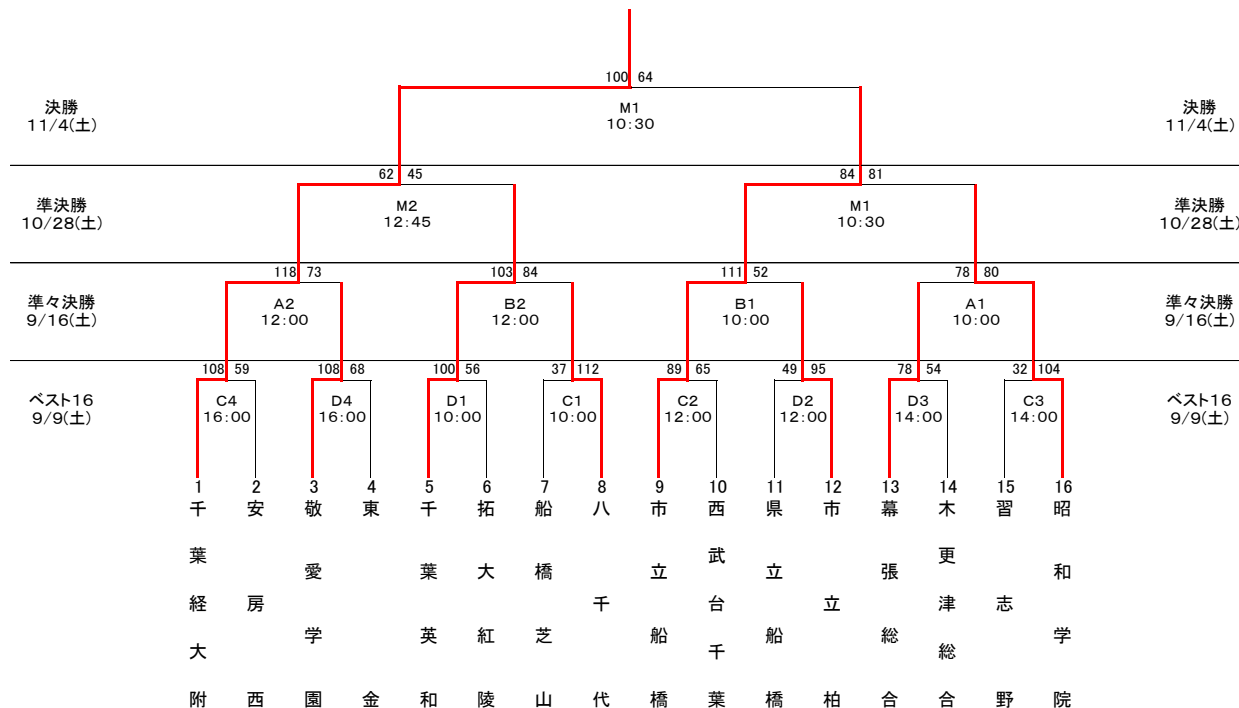 100 64
決勝
11/4(土)
M1
10:30
決勝
11/4(土)
62 45
84 81
準決勝
10/28(土)
M2
12:45
M1
10:30
準決勝
10/28(土)
118 73
103 84
111 52
78 80
準々決勝
9/16(土)
A2
12:00
B2
12:00
B1
10:00
A1
10:00
準々決勝
9/16(土)
108 59
108 68
100 56
37 112
89 65
49 95
78 54
32 104
ベスト16
9/9(土)
C4
16:00
D4
16:00
D1
10:00
C1
10:00
C2
12:00
D2
12:00
D3
14:00
C3
14:00
ベスト16
9/9(土)
1
千葉経大附
2
安房西
3
敬愛学園
4
東金
5
千葉英和
6
拓大紅陵
7
船橋芝山
8
八千代
9
市立船橋
10
西武台千葉
11
県立船橋
12
市立柏
13
幕張総合
14
木更津総合
15
習志野
16
昭和学院